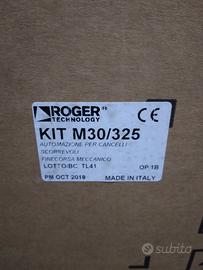 ROGER®
TECHNOLOGY
CE
KIT M30/325
AUTOMAZIONE PER CANCELLI
SCORREVOLI
FINECORSA MECCANICO
LOTTO/BC TL41 OP:1B
PM OCT 2019 MADE IN ITALY
subito